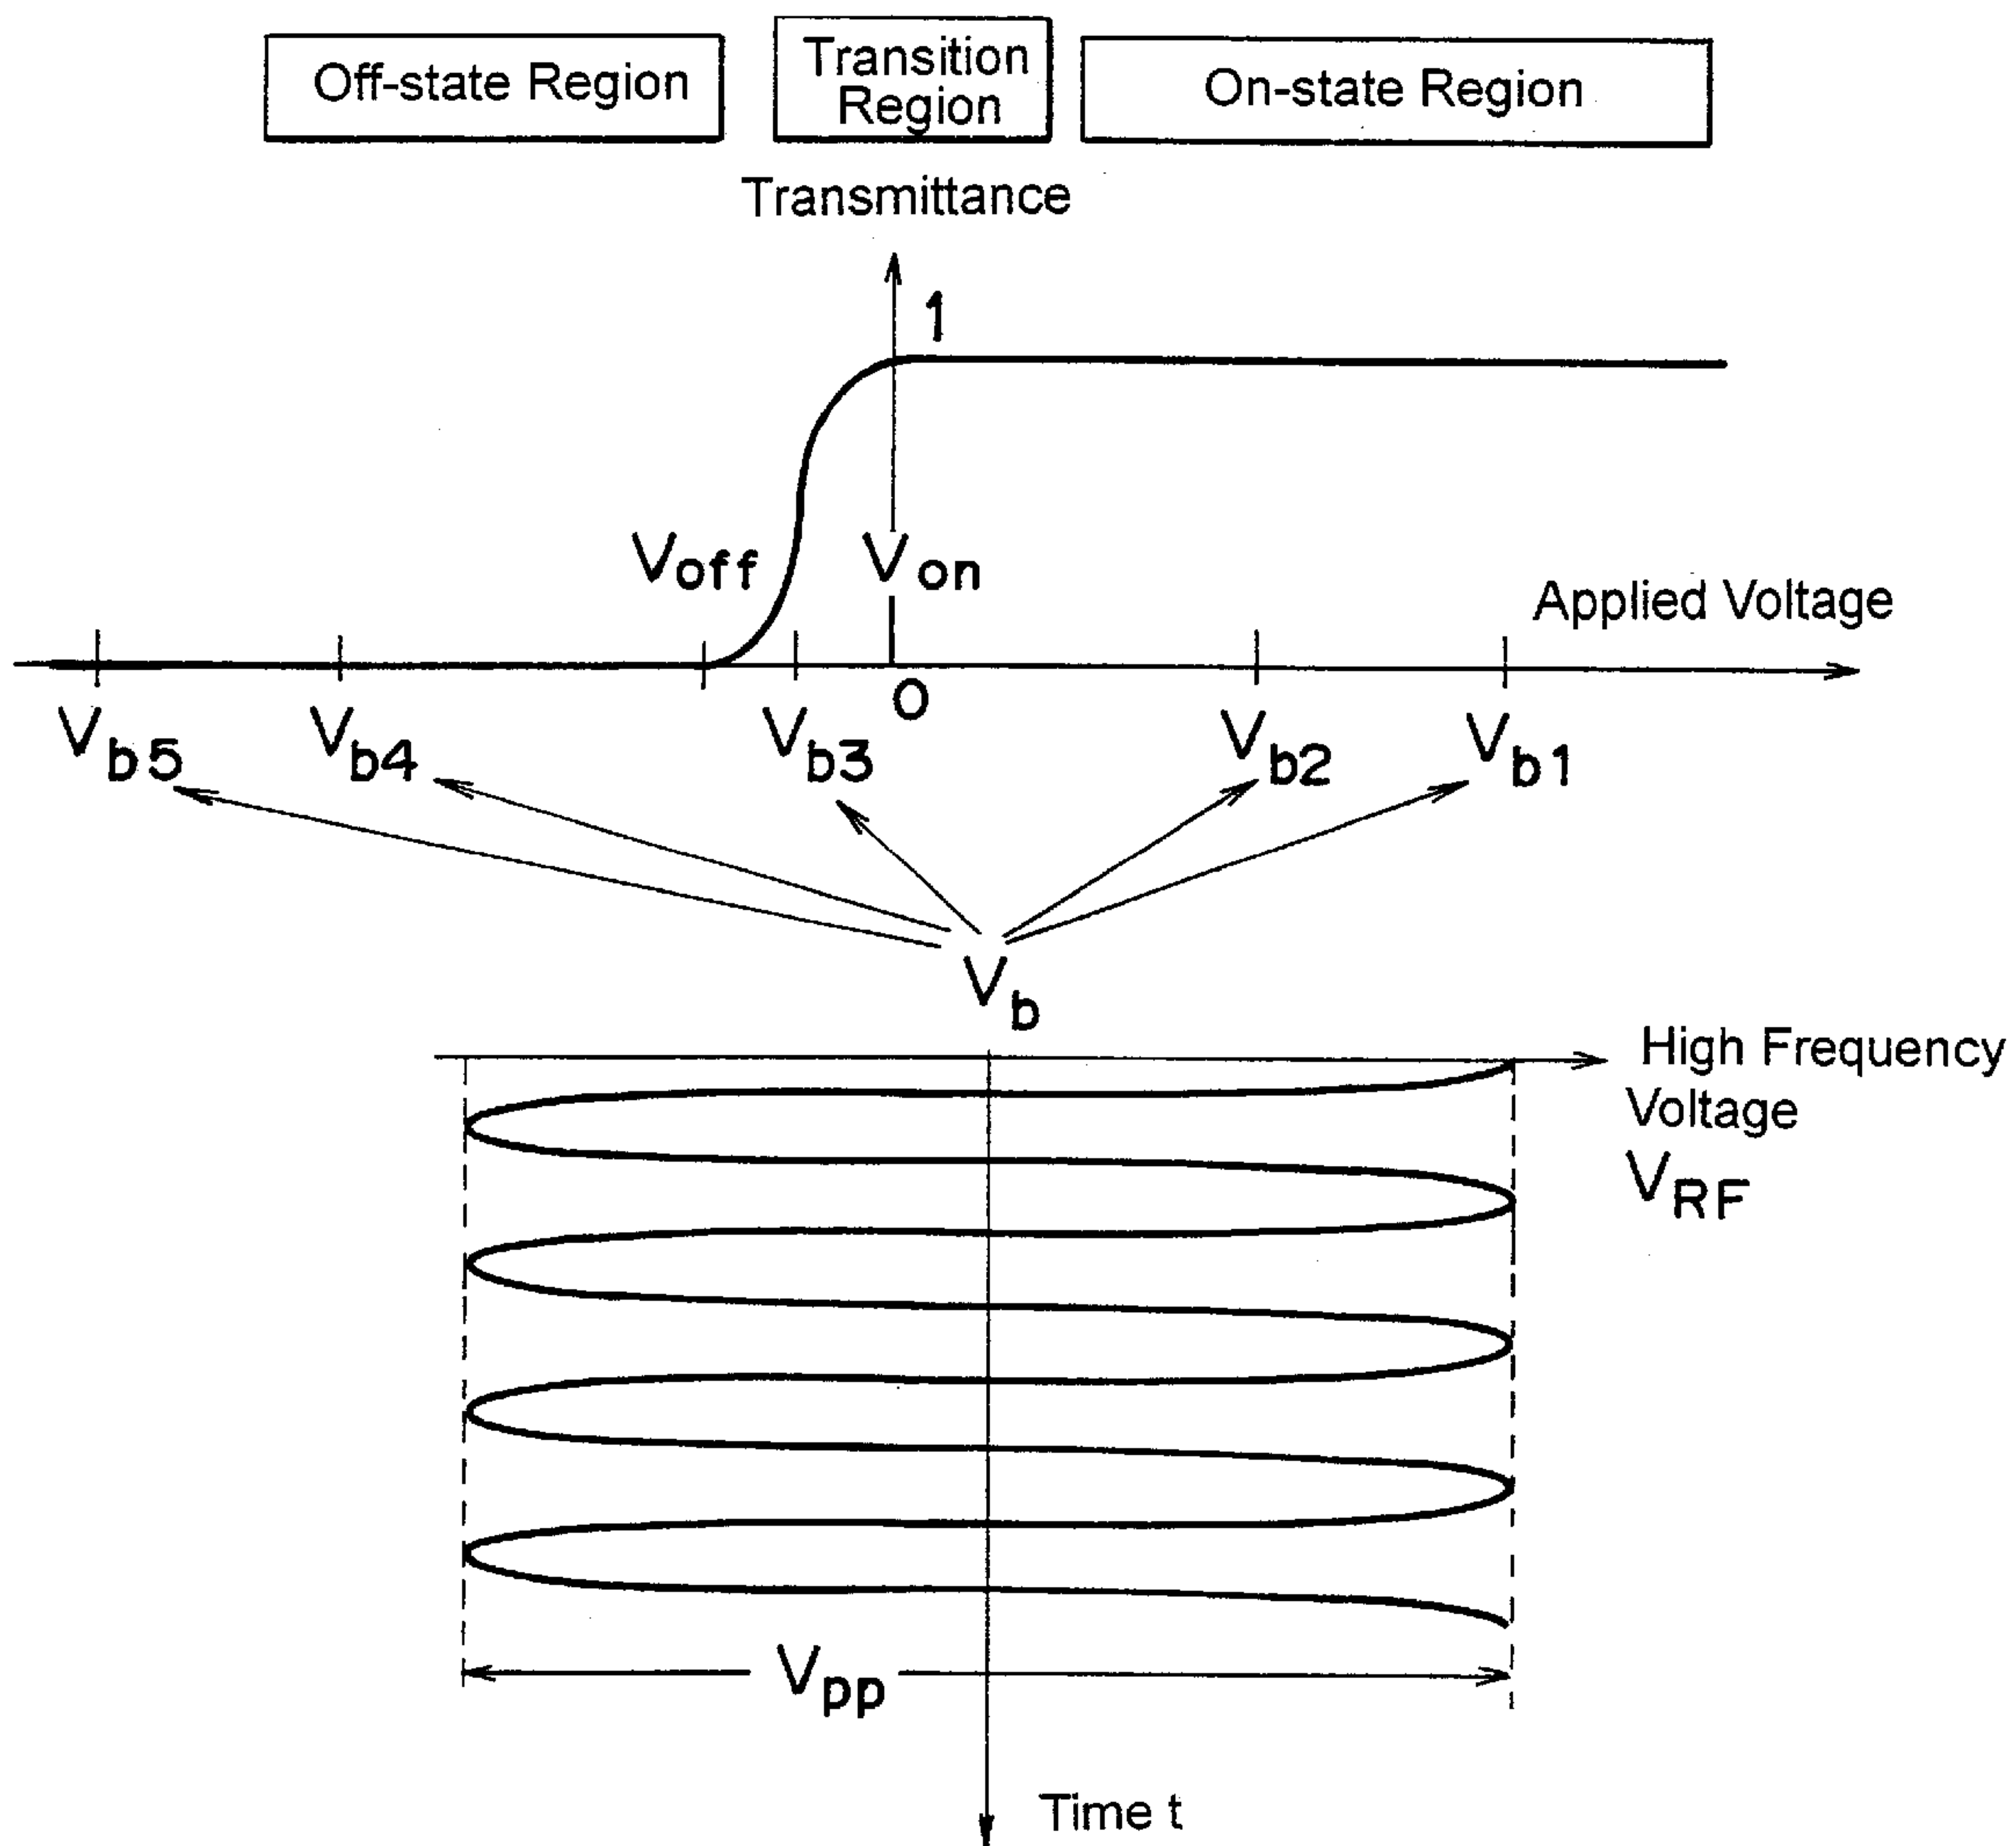 Off-state Region
Transition
Region
On-state Region
Transmittance
1
Voff
Von
Applied Voltage
0
Vb5
Vb4
Vb3
Vb2
Vb1
Vb
High Frequency
Voltage
VRF
Vpp
Time t